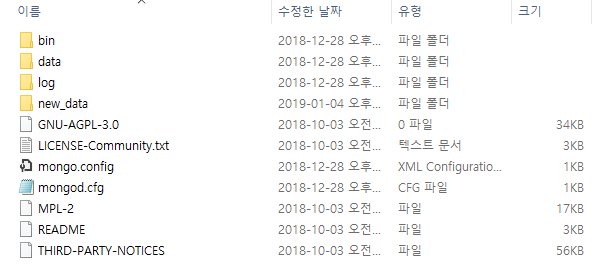 이름 수정한 날짜 유형 크기
bin 2018-12-28 오후... 파일 폴더
data 2018-12-28 오후... 파일 폴더
log 2018-12-28 오후... 파일 폴더
new_data 2019-01-04 오후... 파일 폴더
GNU-AGPL-3.0 2018-10-03 오전... 0 파일 34KB
LICENSE-Community.txt 2018-10-03 오전... 텍스트 문서 3KB
mongo.config 2018-12-28 오후... XML Configuratio... 1KB
mongod.cfg 2018-12-28 오후... CFG 파일 1KB
MPL-2 2018-10-03 오전... 파일 17KB
README 2018-10-03 오전... 파일 3KB
THIRD-PARTY-NOTICES 2018-10-03 오전... 파일 56KB